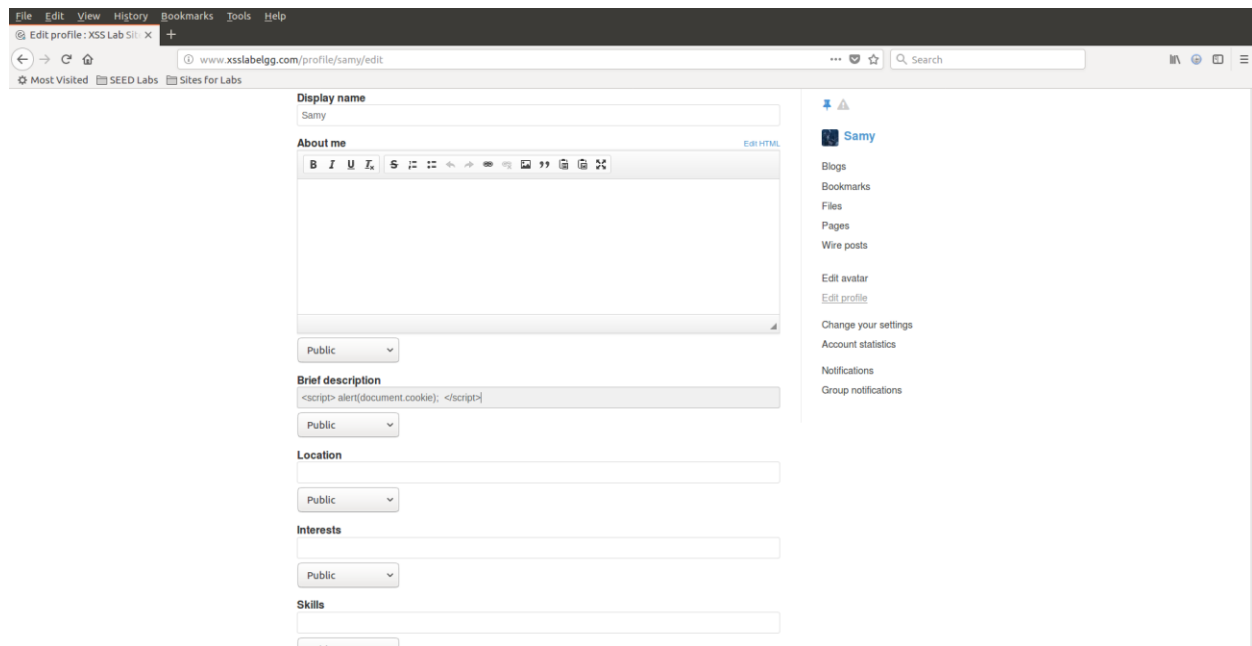 File Edit View History Bookmarks Tools Help
Edit profile : XSS Lab Sit
www.xsslabelgg.com/profile/samy/edit
Search
Most Visited SEED Labs Sites for Labs
Display name
Samy
About me
Edit HTML
Public
Brief description
<script> alert(document.cookie); </script>
Public
Location
Public
Interests
Public
Skills
Samy
Blogs
Bookmarks
Files
Pages
Wire posts
Edit avatar
Edit profile
Change your settings
Account statistics
Notifications
Group notifications